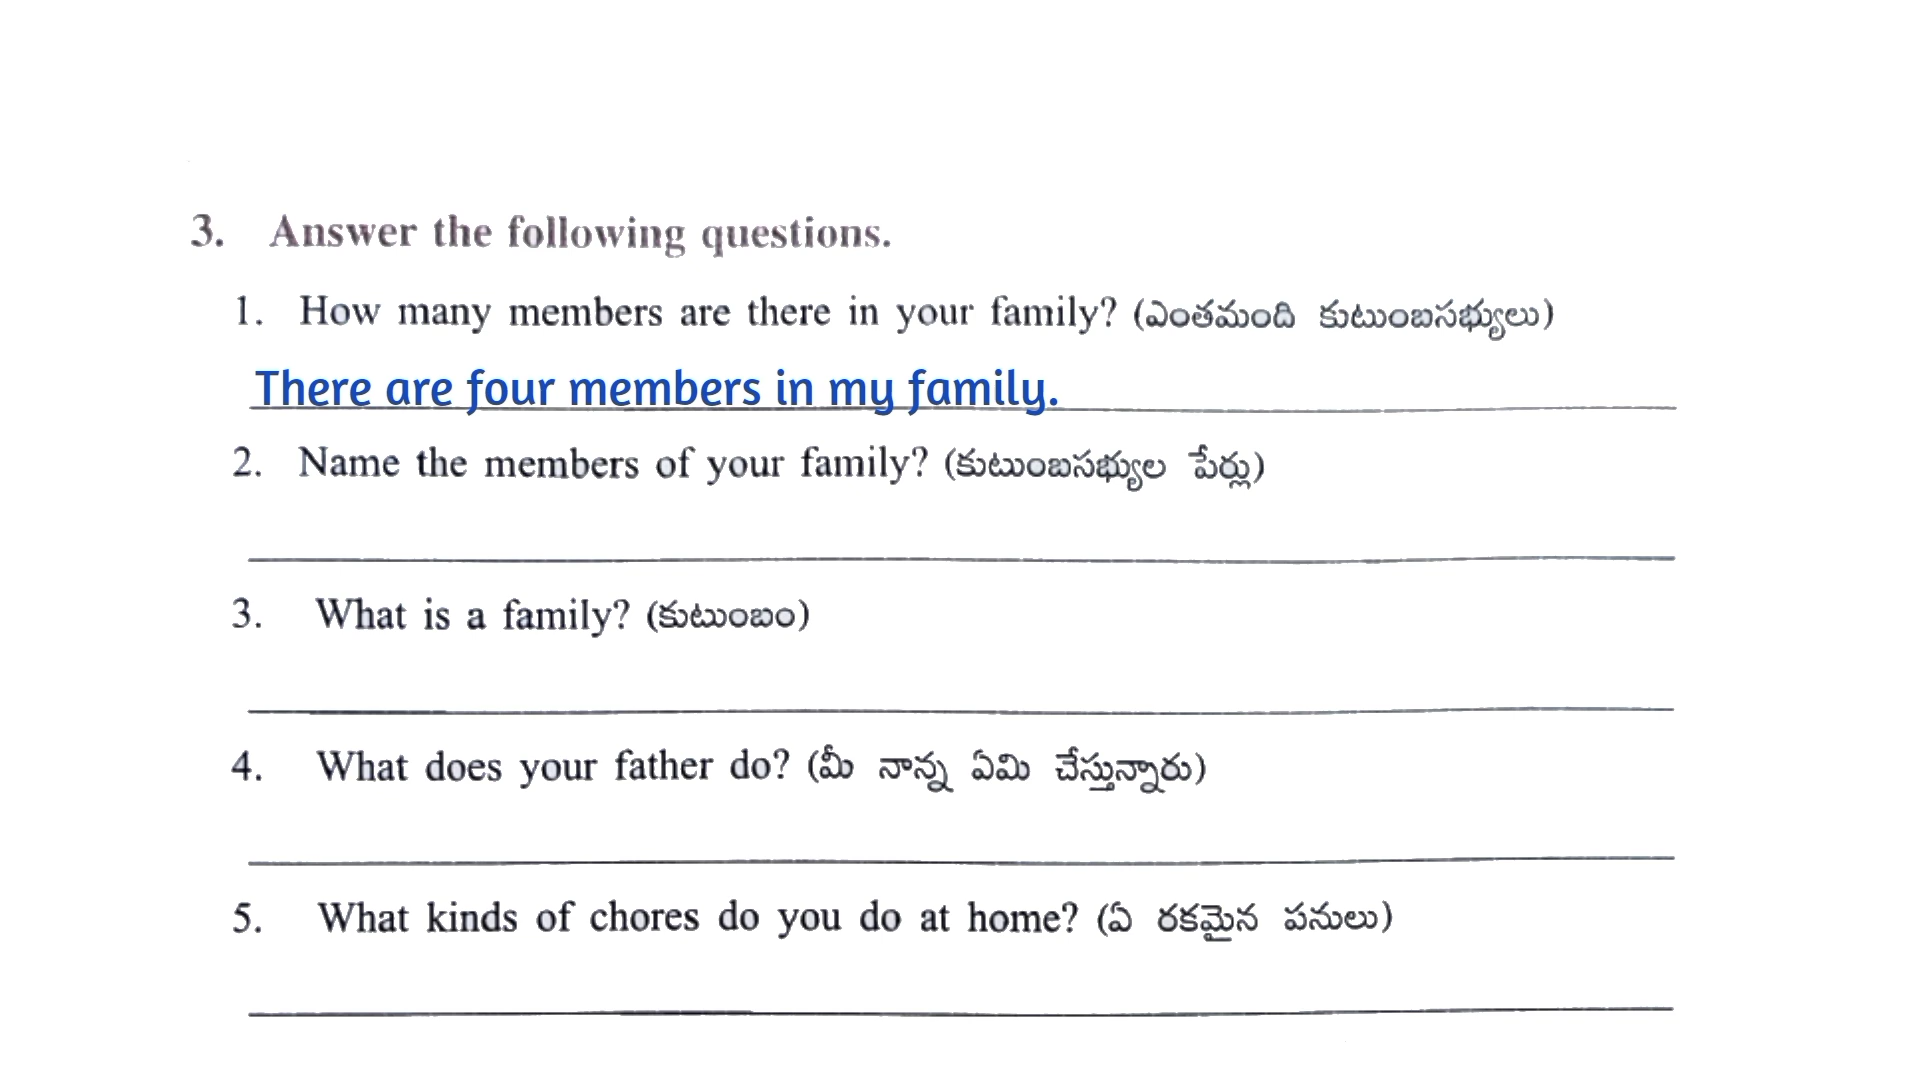 3. Answer the following questions.
1. How many members are there in your family? (ఎంతమంది కుటుంబసభ్యులు)
There are four members in my family.
2. Name the members of your family? (కుటుంబసభ్యుల పేర్లు)
3. What is a family? (కుటుంబం)
4. What does your father do? (మీ నాన్న ఏమి చేస్తున్నారు)
5. What kinds of chores do you do at home? (ఏ రకమైన పనులు)